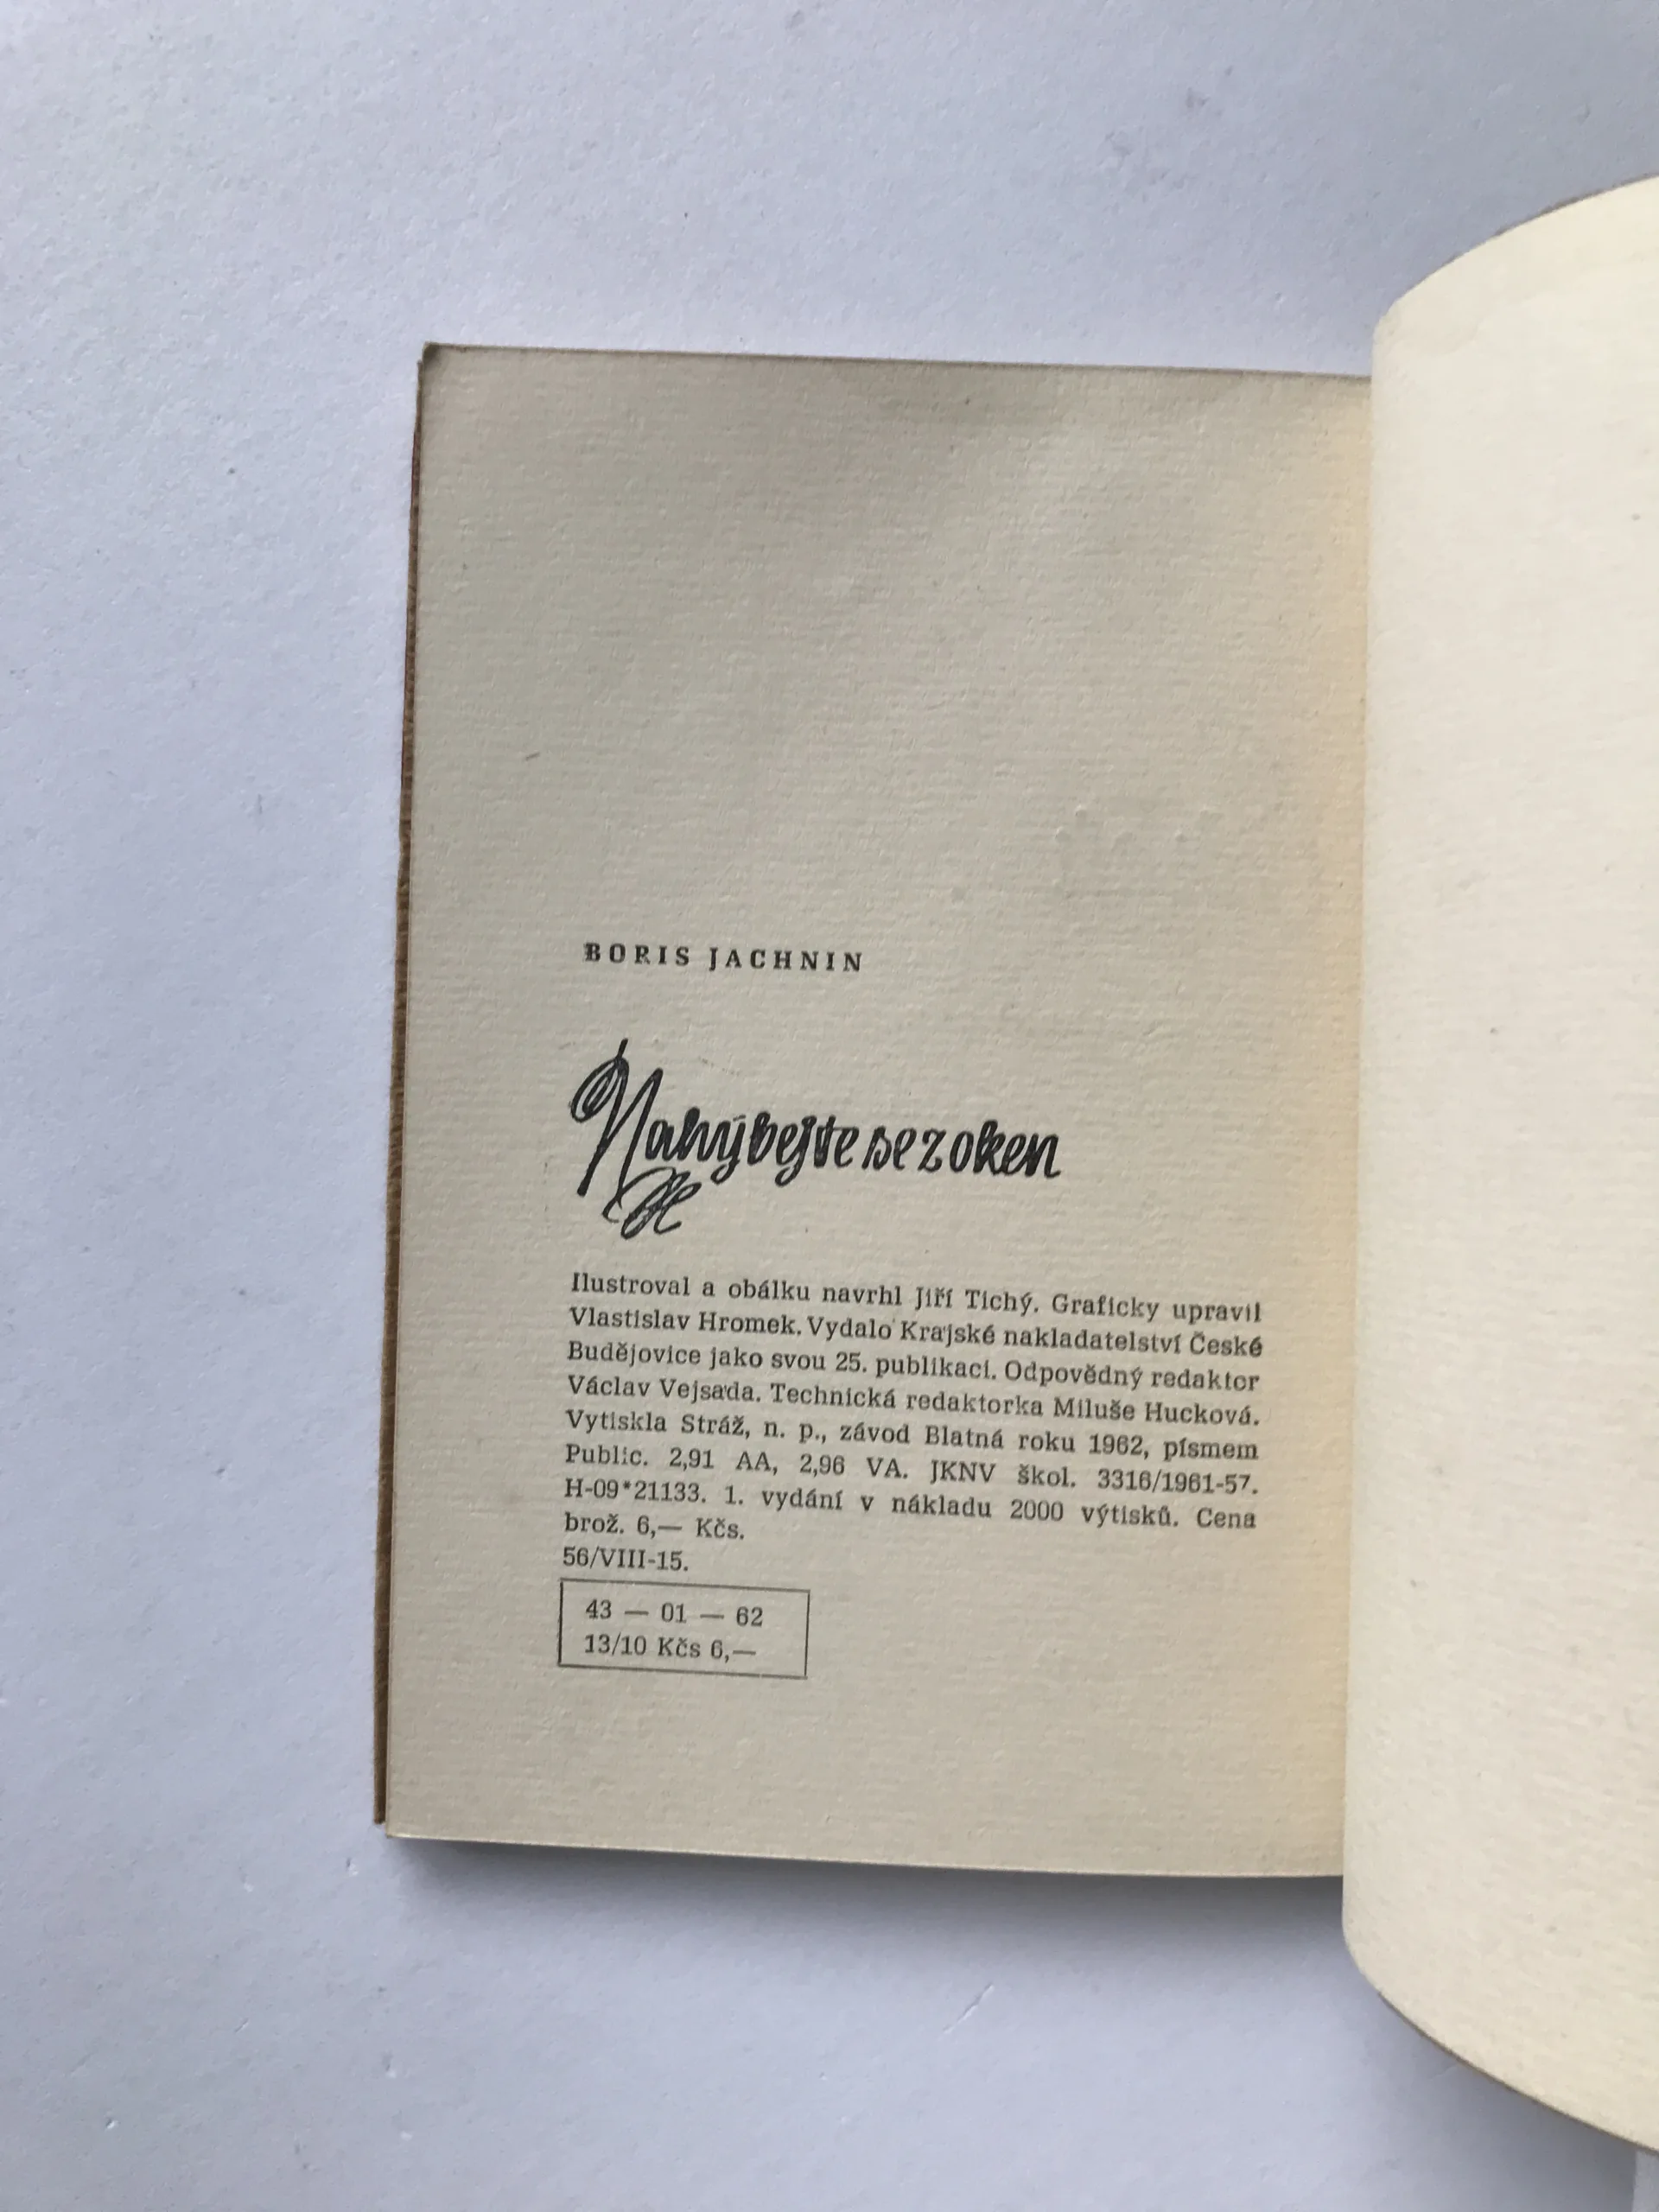 BORIS JACHNIN
Nahýbejte se z oken
Ilustroval a obálku navrhl Jiří Tichý. Graficky upravil
Vlastislav Hromek. Vydalo Krajské nakladatelství České
Budějovice jako svou 25. publikaci. Odpovědný redaktor
Václav Vejsada. Technická redaktorka Miluše Hucková.
Vytiskla Stráž, n. p., závod Blatná roku 1962, písmem
Public. 2,91 AA, 2,96 VA. JKNV škol. 3316/1961-57.
H-09*21133. 1. vydání v nákladu 2000 výtisků. Cena
brož. 6,— Kčs.
56/VIII-15.
43 — 01 — 62
13/10 Kčs 6,—